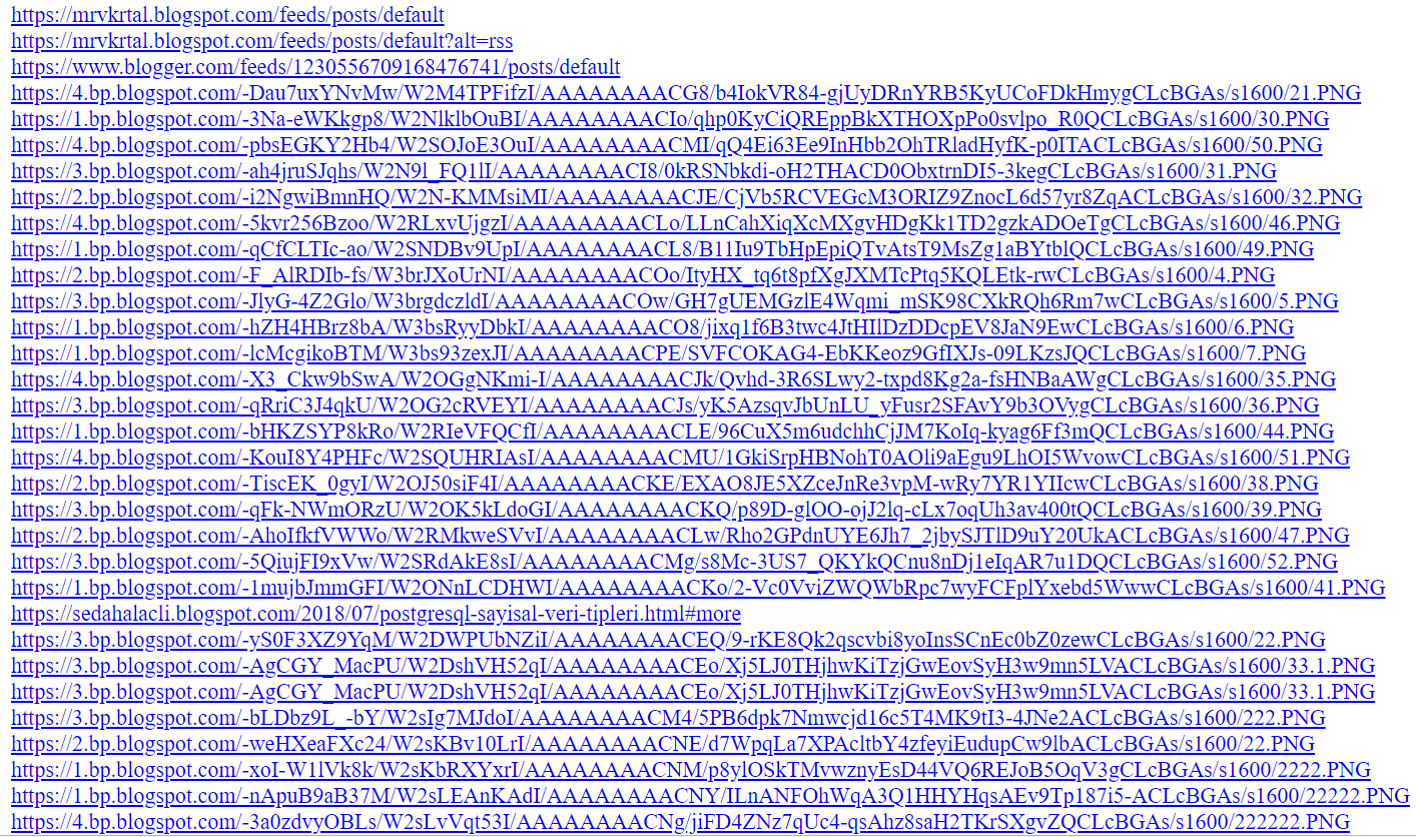 https://mrvkrtal.blogspot.com/feeds/posts/default
https://mrvkrtal.blogspot.com/feeds/posts/default?alt=rss
https://www.blogger.com/feeds/1230556709168476741/posts/default
https://4.bp.blogspot.com/-Dau7uxYNvMw/W2M4TPFifzI/AAAAAAAACG8/b4IokVR84-gjUyDRnYRB5KyUCoFDkHmygCLcBGAs/s1600/21.PNG
https://1.bp.blogspot.com/-3Na-eWKkgp8/W2NlklbOuBI/AAAAAAAACIo/qhp0KyCiQREppBkXTHOXpPo0svlpo_R0QCLcBGAs/s1600/30.PNG
https://4.bp.blogspot.com/-pbsEGKY2Hb4/W2SOJoE3OuI/AAAAAAAACMI/qQ4Ei63Ee9InHbb2OhTRladHyfK-p0ITACLcBGAs/s1600/50.PNG
https://3.bp.blogspot.com/-ah4jruSJqhs/W2N9l_FQ1lI/AAAAAAAACI8/0kRSNbkdi-oH2THACD0ObxtrnDI5-3kegCLcBGAs/s1600/31.PNG
https://2.bp.blogspot.com/-i2NgwiBmnHQ/W2N-KMMsiMI/AAAAAAAACJE/CjVb5RCVEGcM3ORIZ9ZnocL6d57yr8ZqACLcBGAs/s1600/32.PNG
https://4.bp.blogspot.com/-5kvr256Bzoo/W2RLxvUjgzI/AAAAAAAACLo/LLnCahXiqXcMXgvHDgKk1TD2gzkADOeTgCLcBGAs/s1600/46.PNG
https://1.bp.blogspot.com/-qCfCLTIc-ao/W2SNDBv9UpI/AAAAAAAACL8/B11Iu9TbHpEpiQTvAtsT9MsZg1aBYtblQCLcBGAs/s1600/49.PNG
https://2.bp.blogspot.com/-F_AlRDIb-fs/W3brJXoUrNI/AAAAAAAACOo/ItyHX_tq6t8pfXgJXMTcPtq5KQLEtk-rwCLcBGAs/s1600/4.PNG
https://3.bp.blogspot.com/-JlyG-4Z2Glo/W3brgdczldI/AAAAAAAACOw/GH7gUEMGzlE4Wqmi_mSK98CXkRQh6Rm7wCLcBGAs/s1600/5.PNG
https://1.bp.blogspot.com/-hZH4HBrz8bA/W3bsRyyDbkI/AAAAAAAACO8/jixq1f6B3twc4JtHIlDzDDcpEV8JaN9EwCLcBGAs/s1600/6.PNG
https://1.bp.blogspot.com/-lcMcgikoBTM/W3bs93zexJI/AAAAAAAACPE/SVFCOKAG4-EbKKeoz9GfIXJs-09LKzsJQCLcBGAs/s1600/7.PNG
https://4.bp.blogspot.com/-X3_Ckw9bSwA/W2OGgNKmi-I/AAAAAAAACJk/Qvhd-3R6SLwy2-txpd8Kg2a-fsHNBaAWgCLcBGAs/s1600/35.PNG
https://3.bp.blogspot.com/-qRriC3J4qkU/W2OG2cRVEYI/AAAAAAAACJs/yK5AzsqvJbUnLU_yFusr2SFAvY9b3OVygCLcBGAs/s1600/36.PNG
https://1.bp.blogspot.com/-bHKZSYP8kRo/W2RIeVFQCfI/AAAAAAAACLE/96CuX5m6udchhCjJM7KoIq-kyag6Ff3mQCLcBGAs/s1600/44.PNG
https://4.bp.blogspot.com/-KouI8Y4PHFc/W2SQUHRIAsI/AAAAAAAACMU/1GkiSrpHBNohT0AOli9aEgu9LhOI5WvowCLcBGAs/s1600/51.PNG
https://2.bp.blogspot.com/-TiscEK_0gyI/W2OJ50siF4I/AAAAAAAACKE/EXAO8JE5XZceJnRe3vpM-wRy7YR1YIIcwCLcBGAs/s1600/38.PNG
https://3.bp.blogspot.com/-qFk-NWmORzU/W2OK5kLdoGI/AAAAAAAACKQ/p89D-glOO-ojJ2lq-cLx7oqUh3av400tQCLcBGAs/s1600/39.PNG
https://2.bp.blogspot.com/-AhoIfkfVWWo/W2RMkweSVvI/AAAAAAAACLw/Rho2GPdnUYE6Jh7_2jbySJTlD9uY20UkACLcBGAs/s1600/47.PNG
https://3.bp.blogspot.com/-5QiujFI9xVw/W2SRdAkE8sI/AAAAAAAACMg/s8Mc-3US7_QKYkQCnu8nDj1eIqAR7u1DQCLcBGAs/s1600/52.PNG
https://1.bp.blogspot.com/-1mujbJmmGFI/W2ONnLCDHWI/AAAAAAAACKo/2-Vc0VviZWQWbRpc7wyFCFplYxebd5WwwCLcBGAs/s1600/41.PNG
https://sedahalacli.blogspot.com/2018/07/postgresql-sayisal-veri-tipleri.html#more
https://3.bp.blogspot.com/-yS0F3XZ9YqM/W2DWPUbNZiI/AAAAAAAACEQ/9-rKE8Qk2qscvbi8yoInsSCnEc0bZ0zewCLcBGAs/s1600/22.PNG
https://3.bp.blogspot.com/-AgCGY_MacPU/W2DshVH52qI/AAAAAAAACEo/Xj5LJ0THjhwKiTzjGwEovSyH3w9mn5LVACLcBGAs/s1600/33.1.PNG
https://3.bp.blogspot.com/-AgCGY_MacPU/W2DshVH52qI/AAAAAAAACEo/Xj5LJ0THjhwKiTzjGwEovSyH3w9mn5LVACLcBGAs/s1600/33.1.PNG
https://3.bp.blogspot.com/-bLDbz9L_-bY/W2sIg7MJdoI/AAAAAAAACM4/5PB6dpk7Nmwcjd16c5T4MK9tI3-4JNe2ACLcBGAs/s1600/222.PNG
https://2.bp.blogspot.com/-weHXeaFXc24/W2sKBv10LrI/AAAAAAAACNE/d7WpqLa7XPAcltbY4zfeyiEudupCw9lbACLcBGAs/s1600/22.PNG
https://1.bp.blogspot.com/-xoI-W1lVk8k/W2sKbRXYxrI/AAAAAAAACNM/p8ylOSkTMvwznyEsD44VQ6REJoB5OqV3gCLcBGAs/s1600/2222.PNG
https://1.bp.blogspot.com/-nApuB9aB37M/W2sLEAnKAdI/AAAAAAAACNY/ILnANFOhWqA3Q1HHYHqsAEv9Tp187i5-ACLcBGAs/s1600/22222.PNG
https://4.bp.blogspot.com/-3a0zdvyOBLs/W2sLvVqt53I/AAAAAAAACNg/jiFD4ZNz7qUc4-qsAhz8saH2TKrSXgvZQCLcBGAs/s1600/222222.PNG